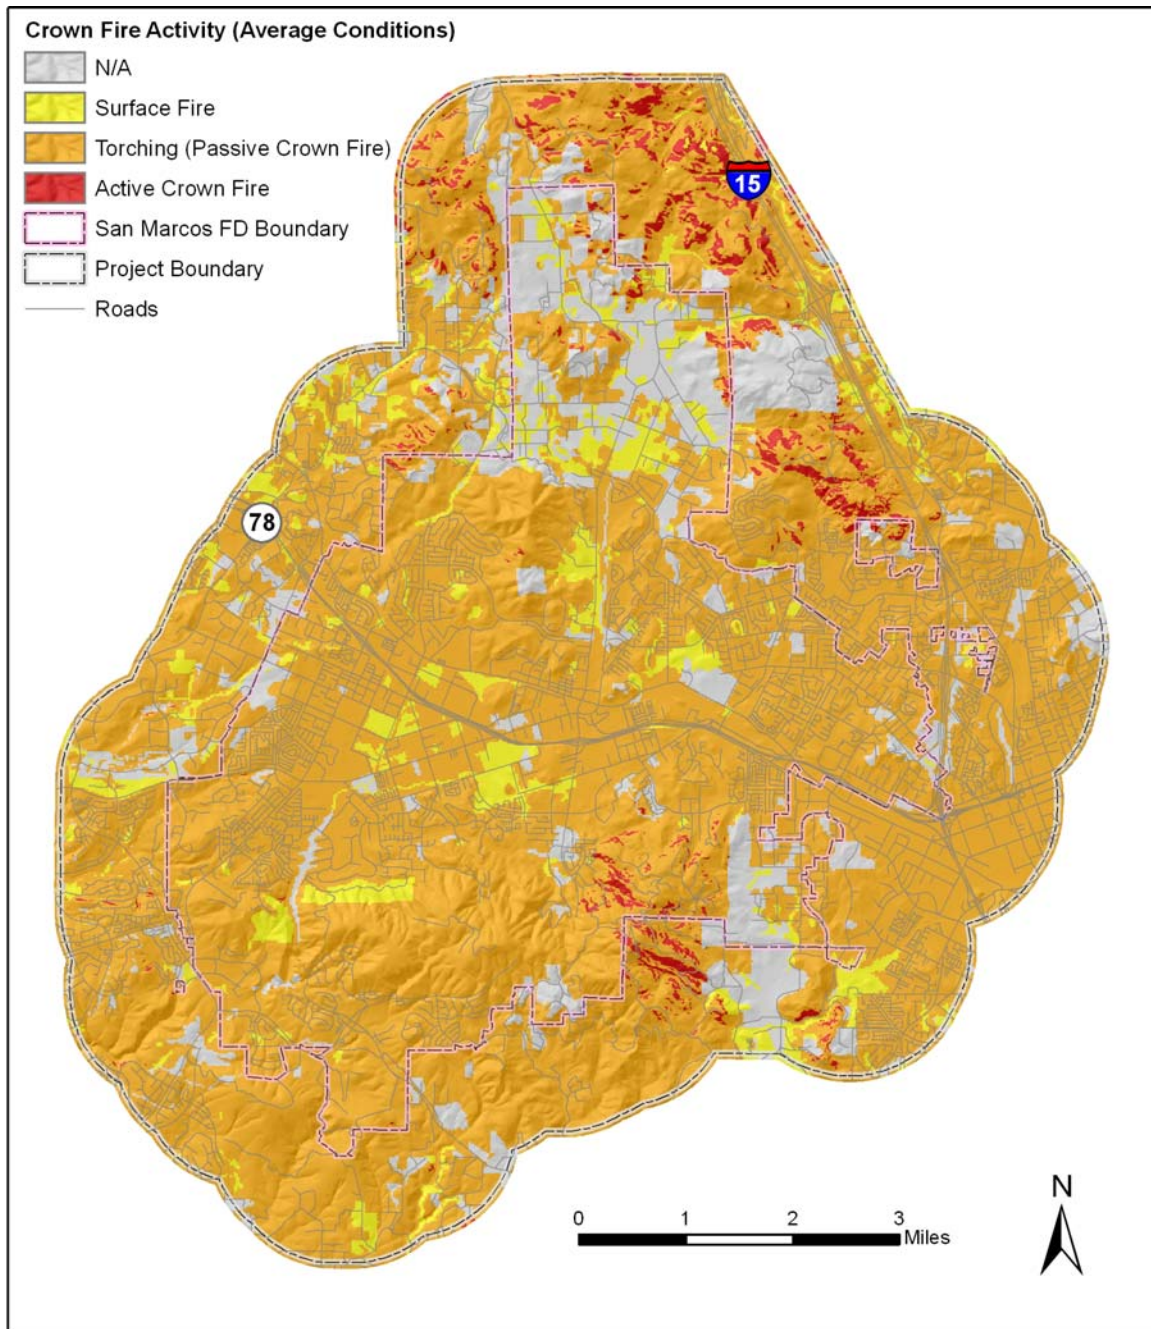 Crown Fire Activity (Average Conditions)
N/A
Surface Fire
Torching (Passive Crown Fire)
Active Crown Fire
San Marcos FD Boundary
Project Boundary
Roads
15
78
N
0 1 2 3
Miles